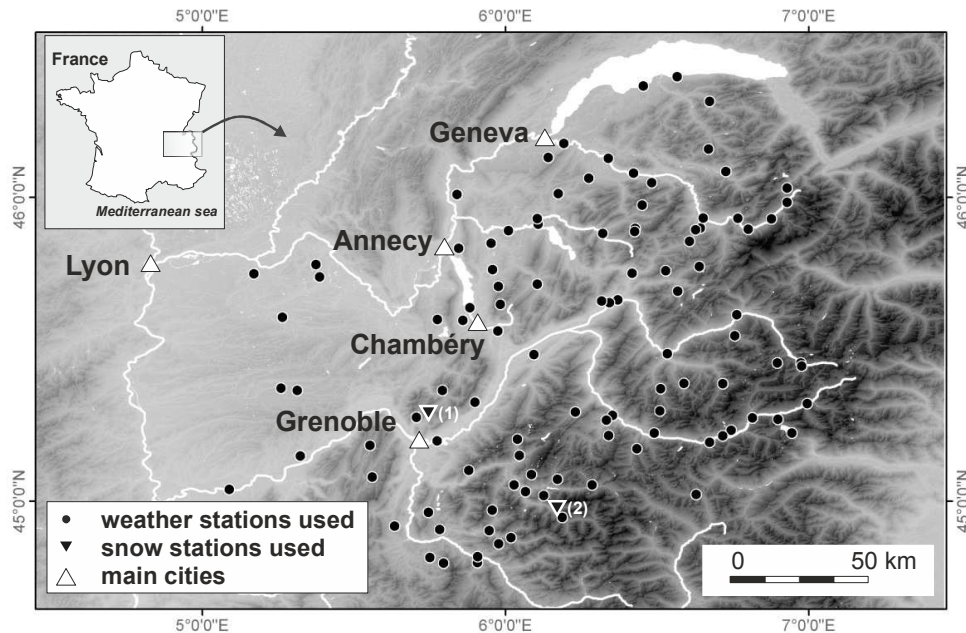 5°0'0"E 6°0'0"E 7°0'0"E
France
Mediterranean sea
Geneva
46°0'0"N 46°0'0"N
Annecy
Lyon
Chambéry
(1)
Grenoble
45°0'0"N 45°0'0"N
(2)
weather stations used
snow stations used
main cities
0 50 km
5°0'0"E 6°0'0"E 7°0'0"E